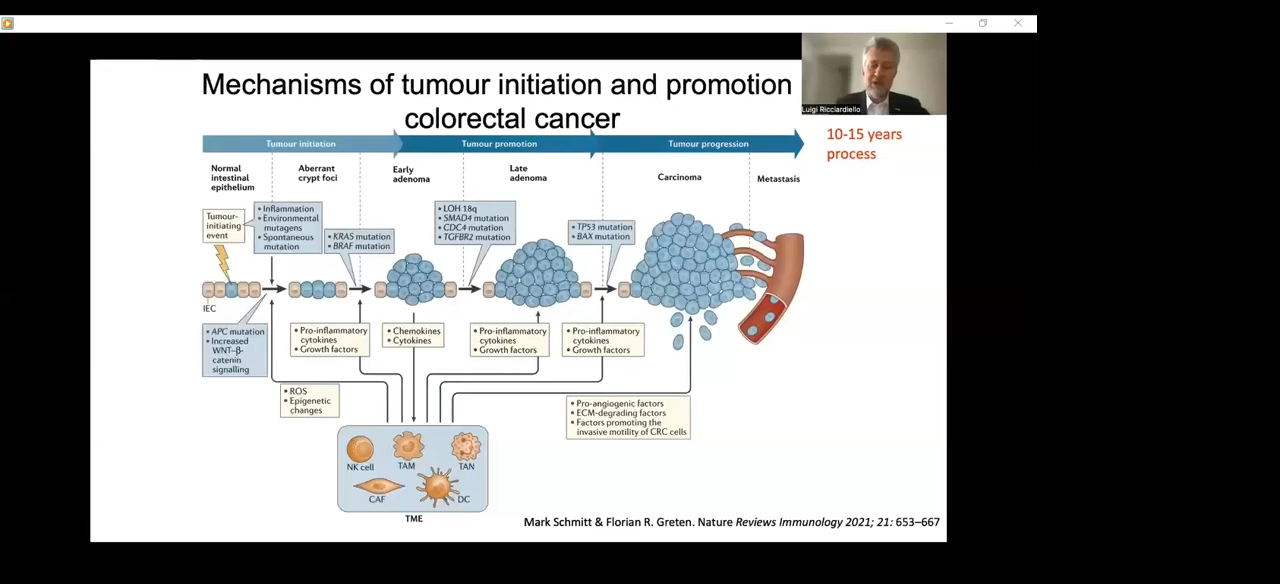 Mechanisms of tumour initiation and promotion
colorectal cancer
Luigi Ricciardiello
10-15 years
process
Tumour initiation
Tumour promotion
Tumour progression
Normal
intestinal
epithelium
Aberrant
crypt foci
Early
adenoma
Late
adenoma
Carcinoma
Metastasis
Tumour-
initiating
event
• Inflammation
• Environmental
mutagens
• Spontaneous
mutation
• KRAS mutation
• BRAF mutation
• LOH 18q
• SMAD4 mutation
• CDC4 mutation
• TGFBR2 mutation
• TP53 mutation
• BAX mutation
IEC
• APC mutation
• Increased
WNT–β-
catenin
signalling
• Pro-inflammatory
cytokines
• Growth factors
• Chemokines
• Cytokines
• Pro-inflammatory
cytokines
• Growth factors
• Pro-inflammatory
cytokines
• Growth factors
• ROS
• Epigenetic
changes
• Pro-angiogenic factors
• ECM-degrading factors
• Factors promoting the
invasive motility of CRC cells
NK cell
TAM
TAN
CAF
DC
TME
Mark Schmitt & Florian R. Greten. Nature Reviews Immunology 2021; 21: 653–667